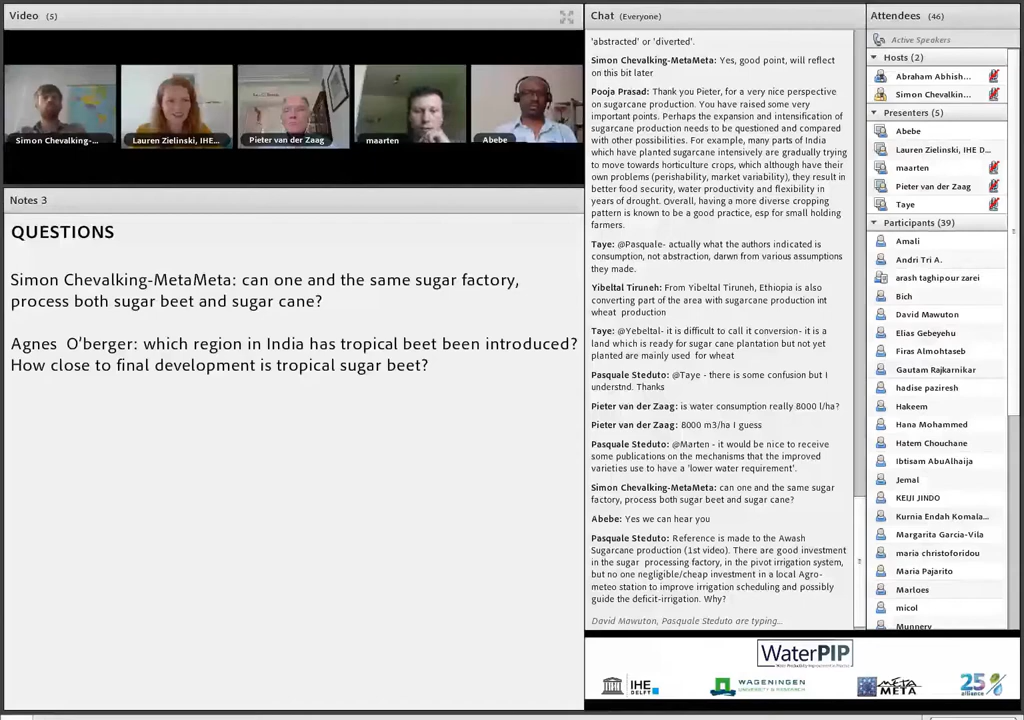 Video (5)
Simon Chevalking-...
Lauren Zielinski, IHE...
Pieter van der Zaag
maarten
Abebe
Notes 3
QUESTIONS
Simon Chevalking-MetaMeta: can one and the same sugar factory,
process both sugar beet and sugar cane?
Agnes O'berger: which region in India has tropical beet been introduced?
How close to final development is tropical sugar beet?
Chat (Everyone)
'abstracted' or 'diverted'.
Simon Chevalking-MetaMeta: Yes, good point, will reflect
on this bit later
Pooja Prasad: Thank you Pieter, for a very nice perspective
on sugarcane production. You have raised some very
important points. Perhaps the expansion and intensification of
sugarcane production needs to be questioned and compared
with other possibilities. For example, many parts of India
which have planted sugarcane intensively are gradually trying
to move towards horticulture crops, which although have their
own problems (perishability, market variability), they result in
better food security, water productivity and flexibility in
years of drought. Overall, having a more diverse cropping
pattern is known to be a good practice, esp for small holding
farmers.
Taye: @Pasquale- actually what the authors indicated is
consumption, not abstraction, darwn from various assumptions
they made.
Yibeltal Tiruneh: From Yibeltal Tiruneh, Ethiopia is also
converting part of the area with sugarcane production int
wheat production
Taye: @Yebeltal- it is difficult to call it conversion- it is a
land which is ready for sugar cane plantation but not yet
planted are mainly used for wheat
Pasquale Steduto: @Taye - there is some confusion but I
understnd. Thanks
Pieter van der Zaag: is water consumption really 8000 l/ha?
Pieter van der Zaag: 8000 m3/ha I guess
Pasquale Steduto: @Marten - it would be nice to receive
some publications on the mechanisms that the improved
varieties use to have a 'lower water requirement'.
Simon Chevalking-MetaMeta: can one and the same sugar
factory, process both sugar beet and sugar cane?
Abebe: Yes we can hear you
Pasquale Steduto: Reference is made to the Awash
Sugarcane production (1st video). There are good investment
in the sugar processing factory, in the pivot irrigation system,
but no one negligible/cheap investment in a local Agro-
meteo station to improve irrigation scheduling and possibly
guide the deficit-irrigation. Why?
David Mawuton, Pasquale Steduto are typing...
Attendees (46)
Active Speakers
Hosts (2)
Abraham Abhish...
Simon Chevalkin...
Presenters (5)
Abebe
Lauren Zielinski, IHE D...
maarten
Pieter van der Zaag
Taye
Participants (39)
Amali
Andri Tri A.
arash taghipour zarei
Bich
David Mawuton
Elias Gebeyehu
Firas Almohtaseb
Gautam Rajkarnikar
hadise paziresh
Hakeem
Hana Mohammed
Hatem Chouchane
Ibtisam AbuAlhaija
Jemal
KEIJI JINDO
Kurnia Endah Komala...
Margarita Garcia-Vila
maria christoforidou
Maria Pajarito
Marloes
micol
Munnery
WaterPIP
IHE
DELFT
WAGENINGEN
UNIVERSITY & RESEARCH
META
META
25
alliance